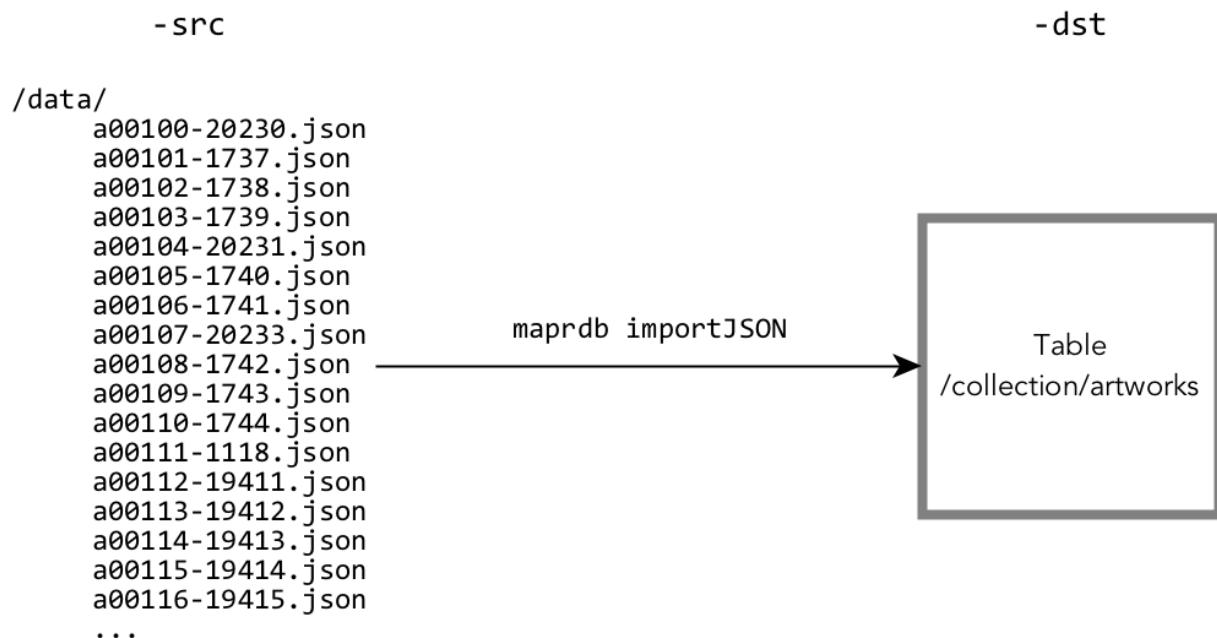 -src
-dst
/data/
a00100-20230.json
a00101-1737.json
a00102-1738.json
a00103-1739.json
a00104-20231.json
a00105-1740.json
a00106-1741.json
a00107-20233.json
a00108-1742.json
a00109-1743.json
a00110-1744.json
a00111-1118.json
a00112-19411.json
a00113-19412.json
a00114-19413.json
a00115-19414.json
a00116-19415.json
...
maprdb importJSON
Table
/collection/artworks